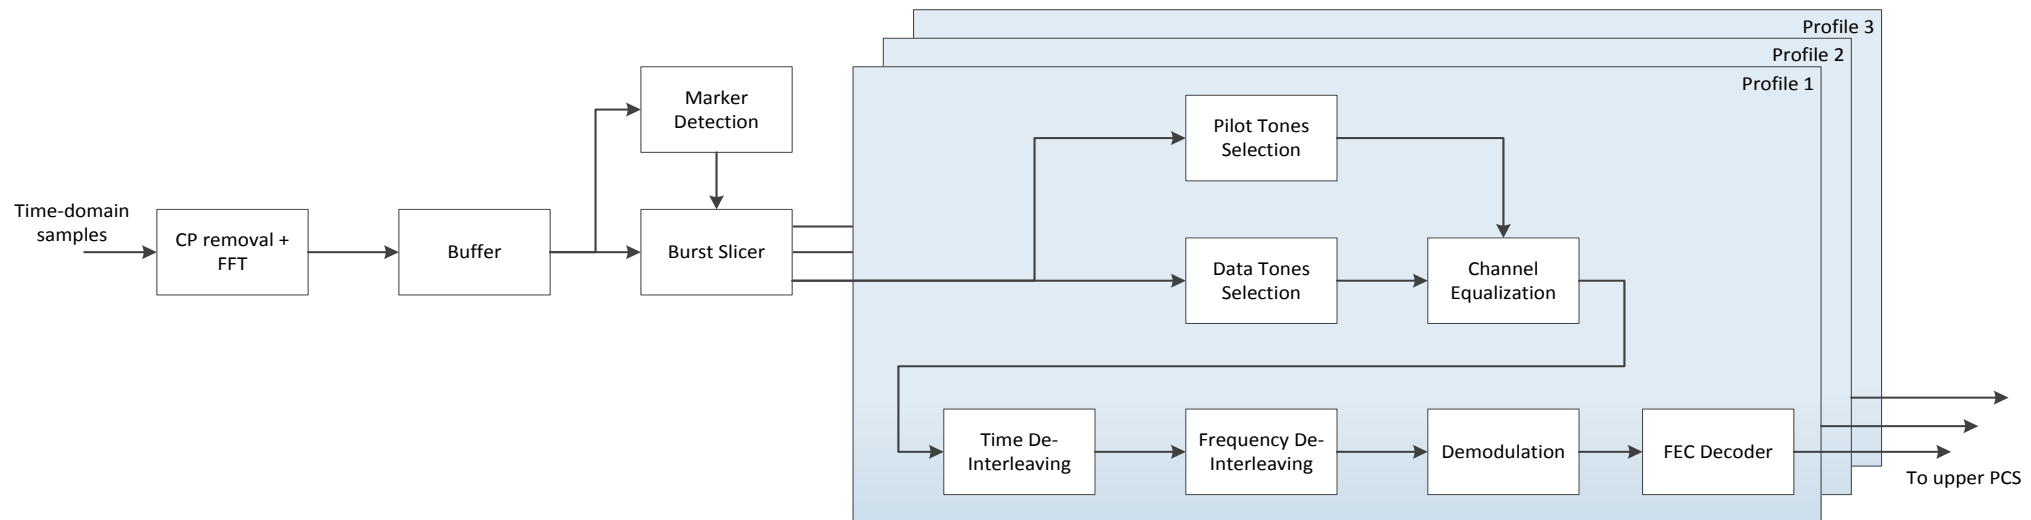 Profile 3
Profile 2
Profile 1
Marker
Detection
Pilot Tones
Selection
Time-domain
samples
CP removal +
FFT
Buffer
Burst Slicer
Data Tones
Selection
Channel
Equalization
Time De-
Interleaving
Frequency De-
Interleaving
Demodulation
FEC Decoder
To upper PCS